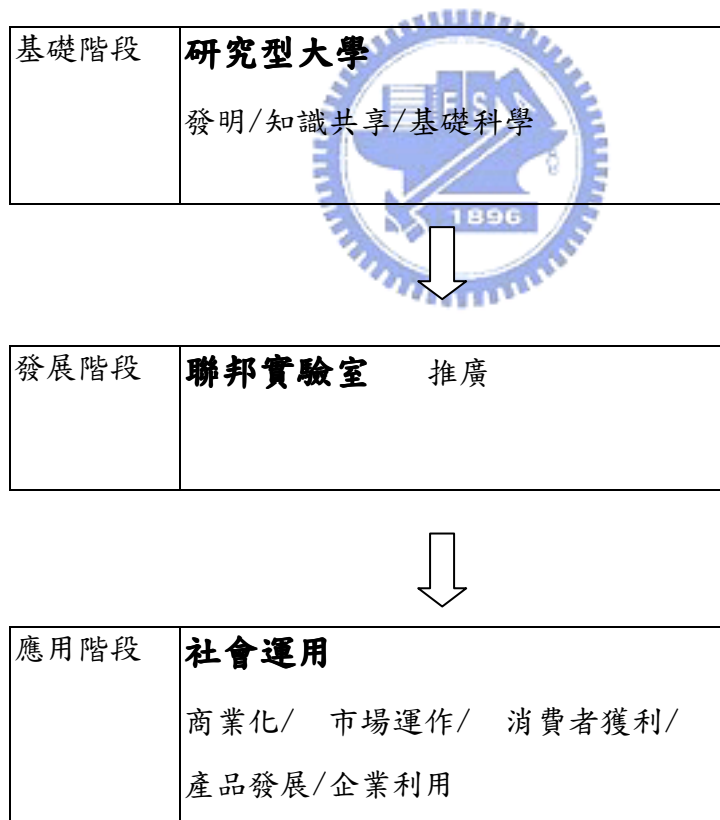 基礎階段 研究型大學
發明/知識共享/基礎科學
ES
1896
發展階段 聯邦實驗室 推廣
應用階段 社會運用
商業化/ 市場運作/ 消費者獲利/
產品發展/企業利用